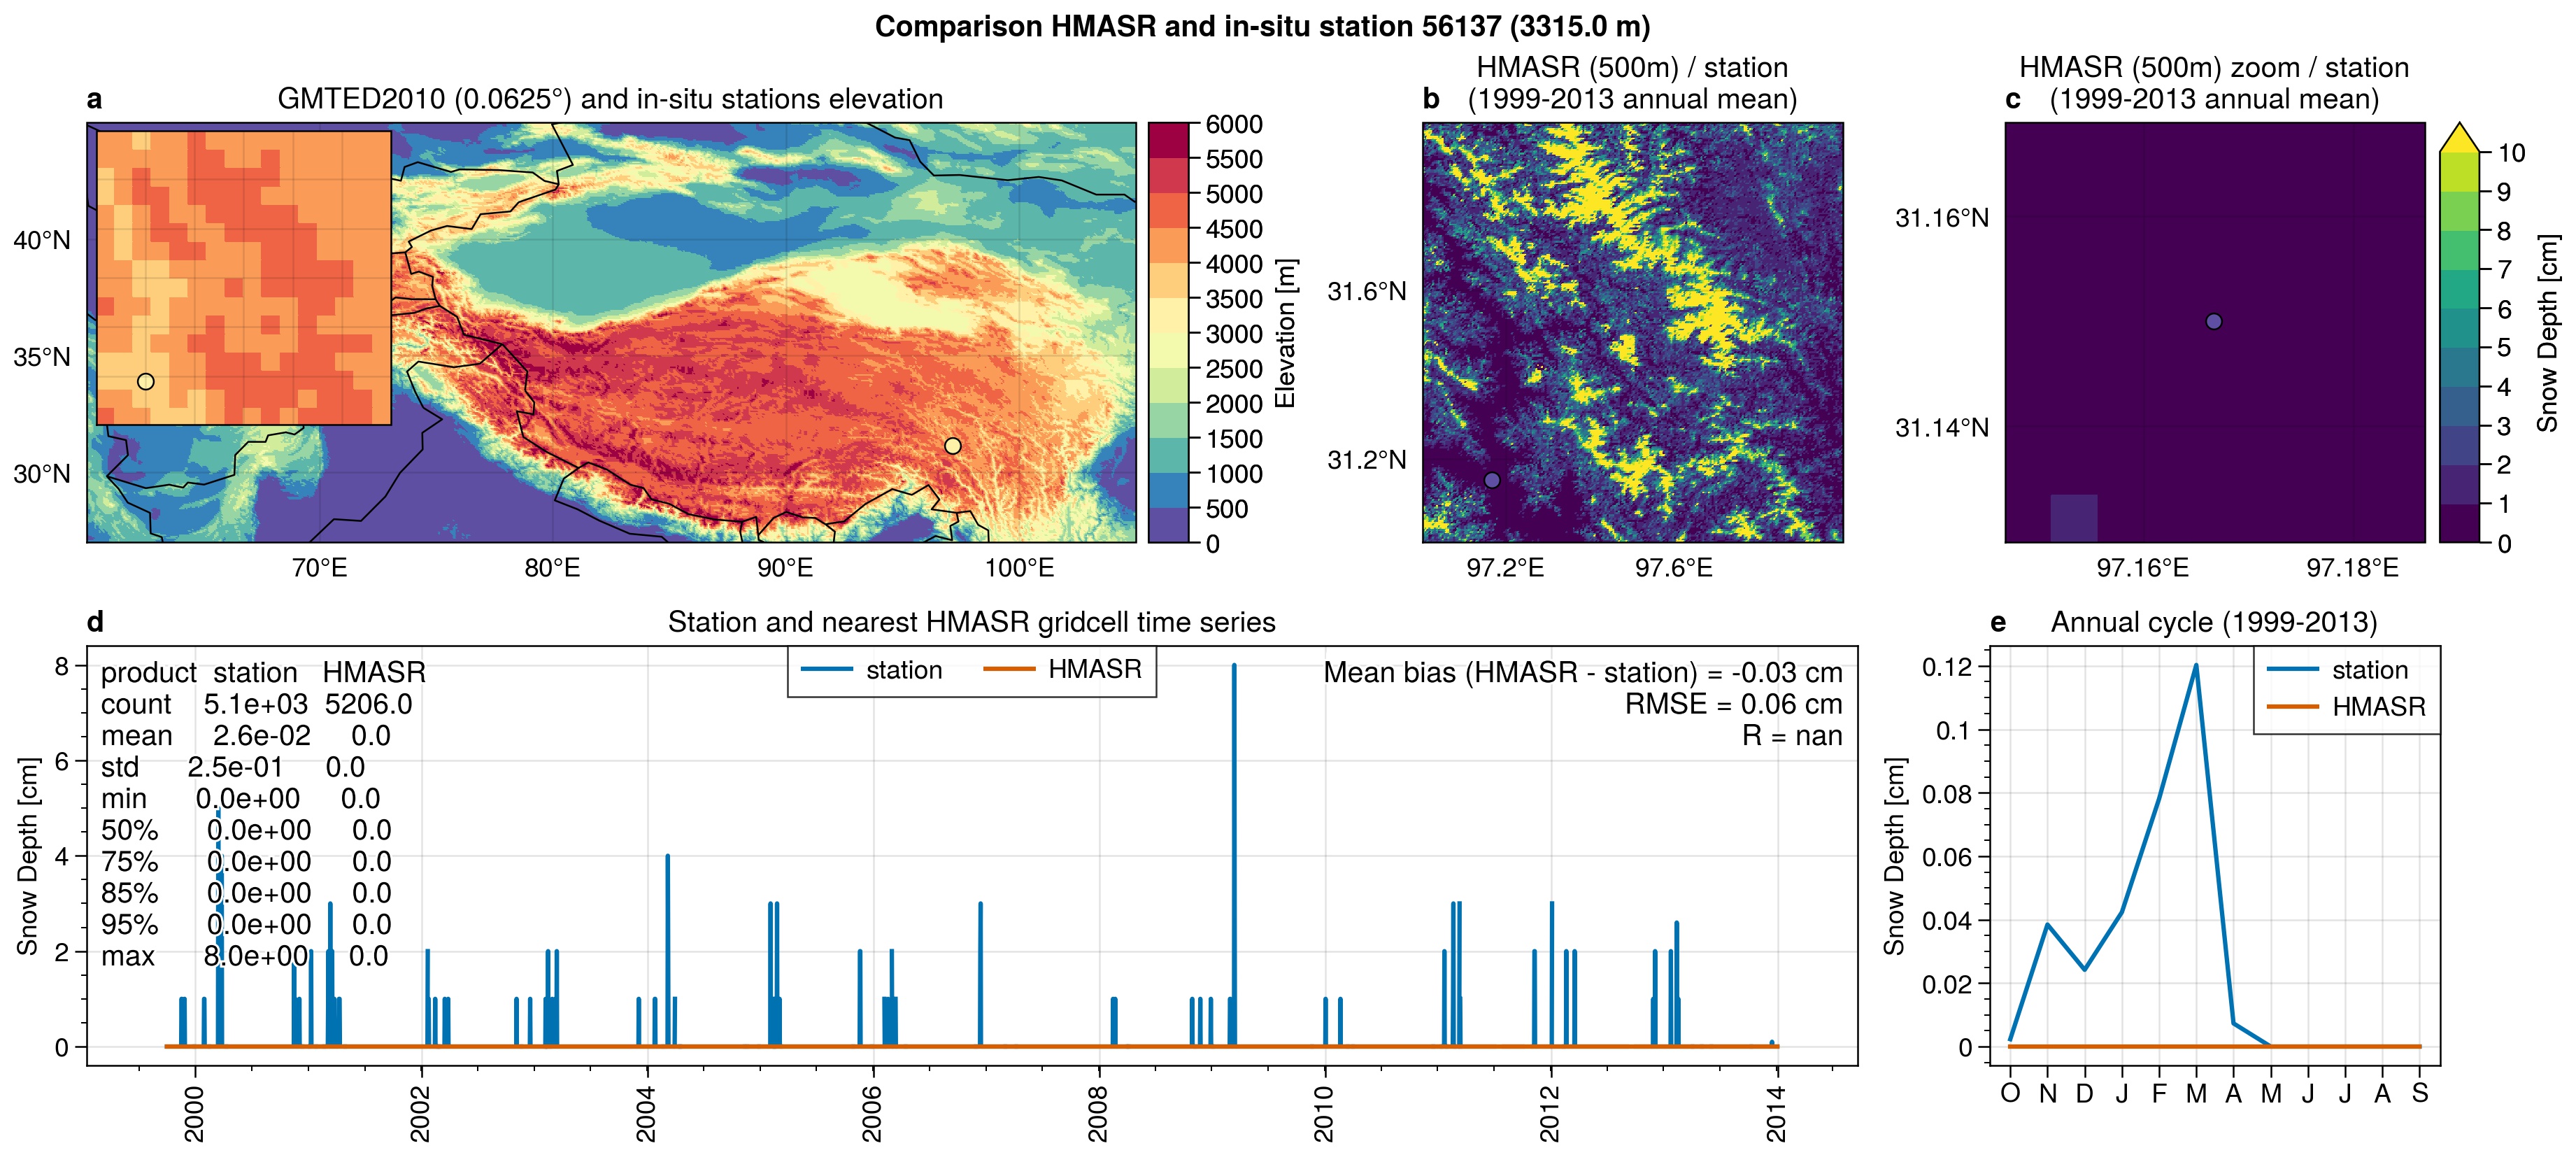 Comparison HMASR and in-situ station 56137 (3315.0 m)
a
GMTED2010 (0.0625°) and in-situ stations elevation
40°N
35°N
30°N
70°E
80°E
90°E
100°E
6000
5500
5000
4500
4000
3500
3000
2500
2000
1500
1000
500
0
Elevation [m]
b
HMASR (500m) / station
(1999-2013 annual mean)
31.6°N
31.2°N
97.2°E
97.6°E
c
HMASR (500m) zoom / station
(1999-2013 annual mean)
31.16°N
31.14°N
97.16°E
97.18°E
10
9
8
7
6
5
4
3
2
1
0
Snow Depth [cm]
d
Station and nearest HMASR gridcell time series
product station HMASR
count 5.1e+03 5206.0
mean 2.6e-02 0.0
std 2.5e-01 0.0
min 0.0e+00 0.0
50% 0.0e+00 0.0
75% 0.0e+00 0.0
85% 0.0e+00 0.0
95% 0.0e+00 0.0
max 8.0e+00 0.0
station
HMASR
Mean bias (HMASR - station) = -0.03 cm
RMSE = 0.06 cm
R = nan
Snow Depth [cm]
8
6
4
2
0
2000
2002
2004
2006
2008
2010
2012
2014
e
Annual cycle (1999-2013)
station
HMASR
Snow Depth [cm]
0.12
0.1
0.08
0.06
0.04
0.02
0
O N D J F M A M J J A S